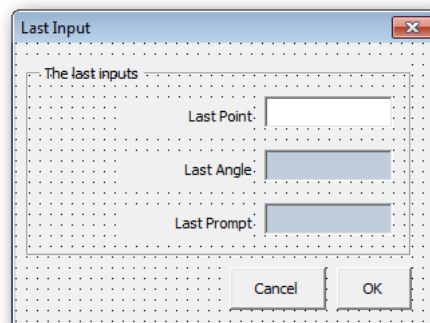 Last Input
The last inputs
Last Point
Last Angle
Last Prompt
Cancel
OK